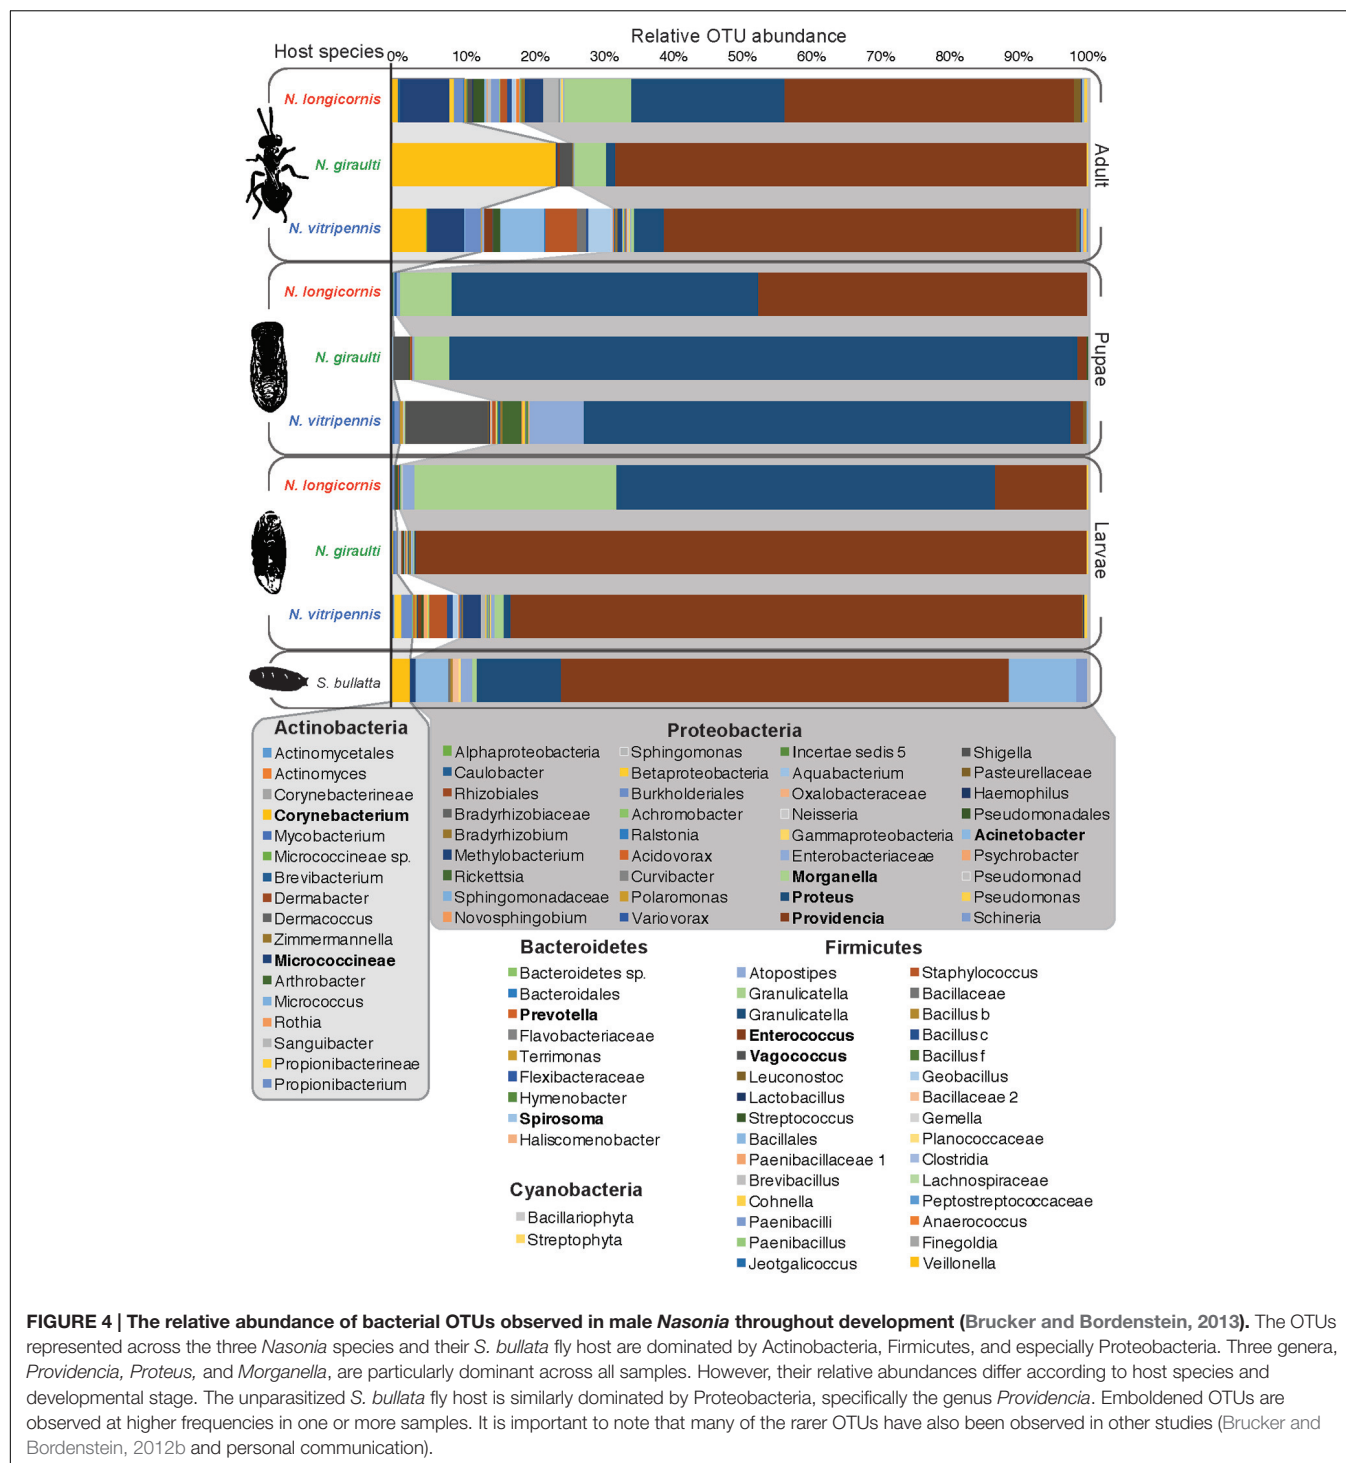 Relative OTU abundance
Host species
0% 10% 20% 30% 40% 50% 60% 70% 80% 90% 100%
N. longicornis
N. giraulti
N. vitripennis
Adult
N. longicornis
N. giraulti
N. vitripennis
Pupae
N. longicornis
N. giraulti
N. vitripennis
Larvae
S. bullatta
Actinobacteria
Actinomycetales
Actinomyces
Corynebacterineae
Corynebacterium
Mycobacterium
Micrococcineae sp.
Brevibacterium
Dermabacter
Dermacoccus
Zimmermannella
Micrococcineae
Arthrobacter
Micrococcus
Rothia
Sanguibacter
Propionibacterineae
Propionibacterium
Proteobacteria
Alphaproteobacteria
Caulobacter
Rhizobiales
Bradyrhizobiaceae
Bradyrhizobium
Methylobacterium
Rickettsia
Sphingomonadaceae
Novosphingobium
Sphingomonas
Betaproteobacteria
Burkholderiales
Achromobacter
Ralstonia
Acidovorax
Curvibacter
Polaromonas
Variovorax
Incertae sedis 5
Aquabacterium
Oxalobacteraceae
Neisseria
Gammaproteobacteria
Enterobacteriaceae
Morganella
Proteus
Providencia
Shigella
Pasteurellaceae
Haemophilus
Pseudomonadales
Acinetobacter
Psychrobacter
Pseudomonad
Pseudomonas
Schineria
Bacteroidetes
Bacteroidetes sp.
Bacteroidales
Prevotella
Flavobacteriaceae
Terrimonas
Flexibacteraceae
Hymenobacter
Spirosoma
Haliscomenobacter
Cyanobacteria
Bacillariophyta
Streptophyta
Firmicutes
Atopostipes
Granulicatella
Granulicatella
Enterococcus
Vagococcus
Leuconostoc
Lactobacillus
Streptococcus
Bacillales
Paenibacillaceae 1
Brevibacillus
Cohnella
Paenibacilli
Paenibacillus
Jeotgalicoccus
Staphylococcus
Bacillaceae
Bacillus b
Bacillus c
Bacillus f
Geobacillus
Bacillaceae 2
Gemella
Planococcaceae
Clostridia
Lachnospiraceae
Peptostreptococcaceae
Anaerococcus
Finegoldia
Veillonella
FIGURE 4 | The relative abundance of bacterial OTUs observed in male Nasonia throughout development (Brucker and Bordenstein, 2013). The OTUs
represented across the three Nasonia species and their S. bullata fly host are dominated by Actinobacteria, Firmicutes, and especially Proteobacteria. Three genera,
Providencia, Proteus, and Morganella, are particularly dominant across all samples. However, their relative abundances differ according to host species and
developmental stage. The unparasitized S. bullata fly host is similarly dominated by Proteobacteria, specifically the genus Providencia. Emboldened OTUs are
observed at higher frequencies in one or more samples. It is important to note that many of the rarer OTUs have also been observed in other studies (Brucker and
Bordenstein, 2012b and personal communication).